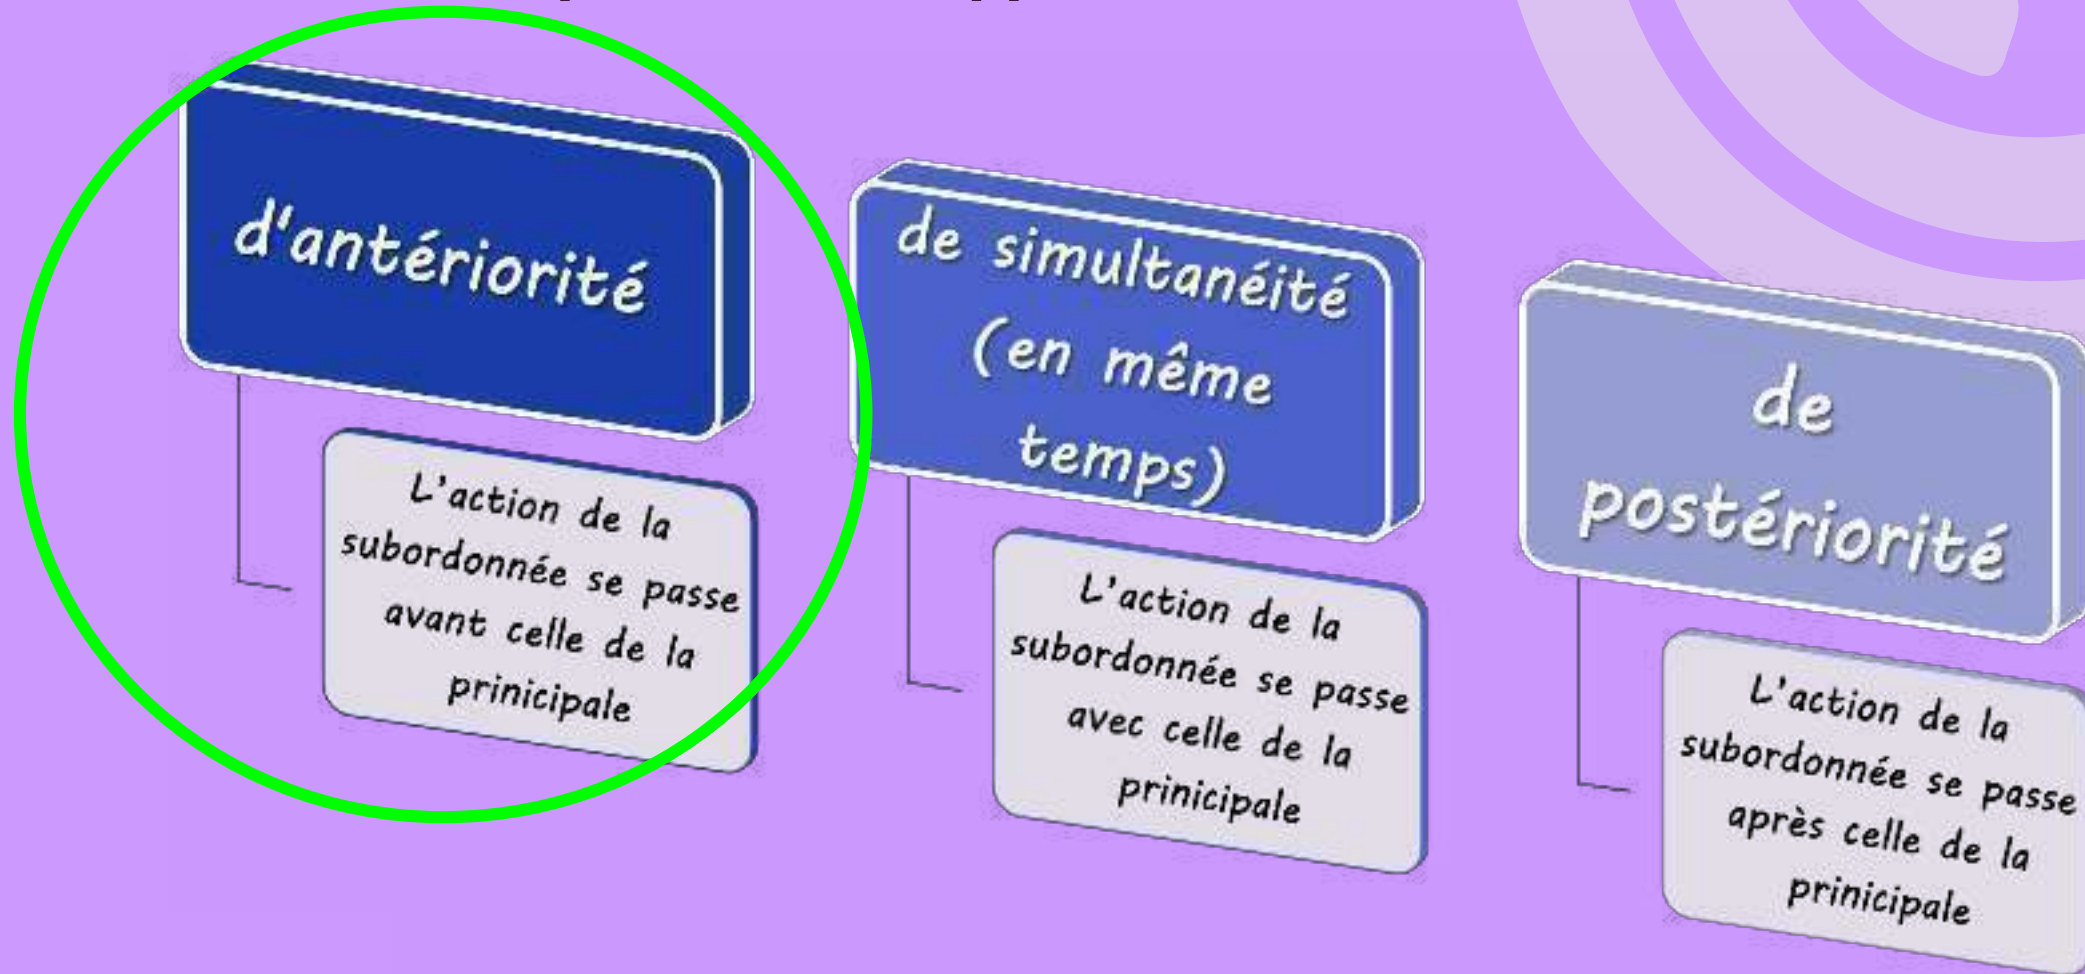 d'antériorité
L'action de la
subordonnée se passe
avant celle de la
prinicipale
de simultanéité
(en même
temps)
L'action de la
subordonnée se passe
avec celle de la
prinicipale
de
postériorité
L'action de la
subordonnée se passe
après celle de la
prinicipale